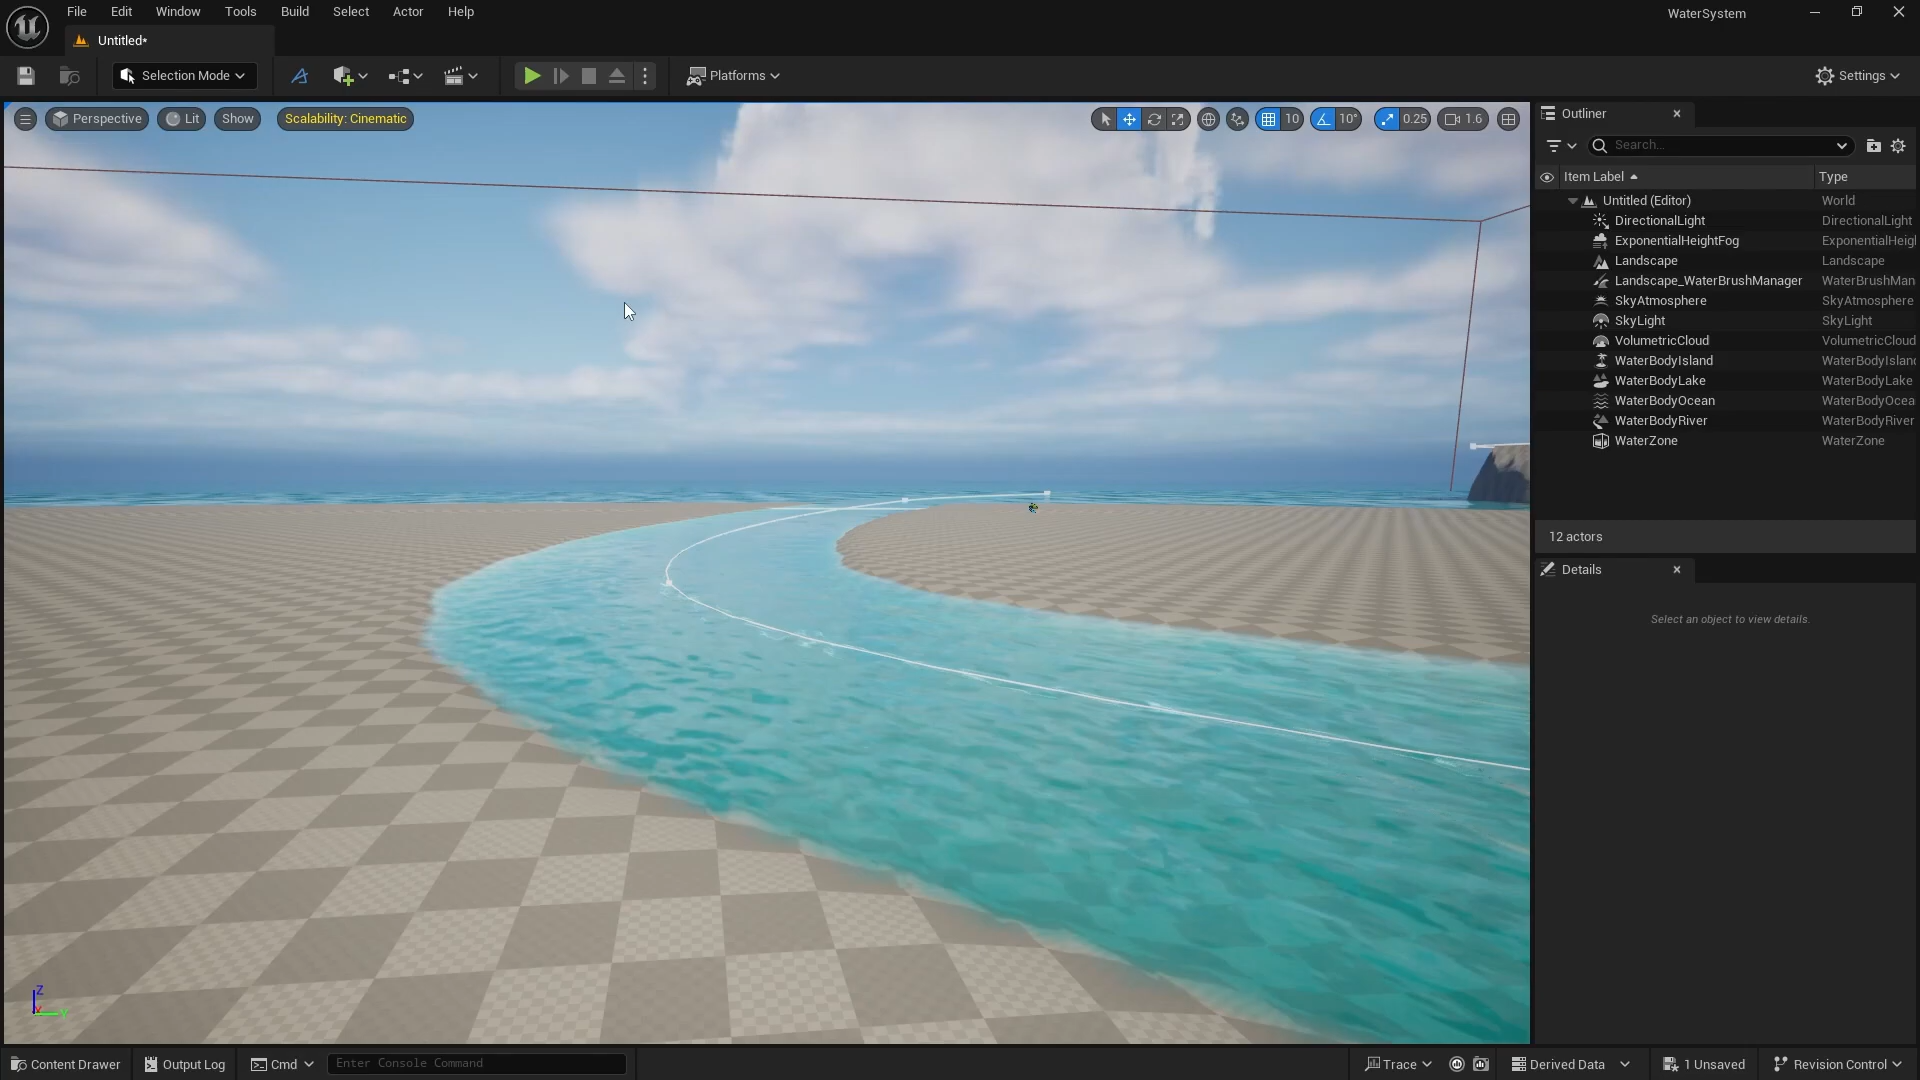 File Edit Window Tools Build Select Actor Help
WaterSystem
Untitled*
Selection Mode
Platforms
Settings
Perspective Lit Show Scalability: Cinematic
10 10° 0.25 1.6
Outliner
Search...
Item Label Type
Untitled (Editor) World
DirectionalLight DirectionalLight
ExponentialHeightFog ExponentialHeigh
Landscape Landscape
Landscape_WaterBrushManager WaterBrushMan
SkyAtmosphere SkyAtmosphere
SkyLight SkyLight
VolumetricCloud VolumetricCloud
WaterBodyIsland WaterBodyIsland
WaterBodyLake WaterBodyLake
WaterBodyOcean WaterBodyOcea
WaterBodyRiver WaterBodyRiver
WaterZone WaterZone
12 actors
Details
Select an object to view details.
Z
X
Y
Content Drawer Output Log Cmd Enter Console Command Trace Derived Data 1 Unsaved Revision Control